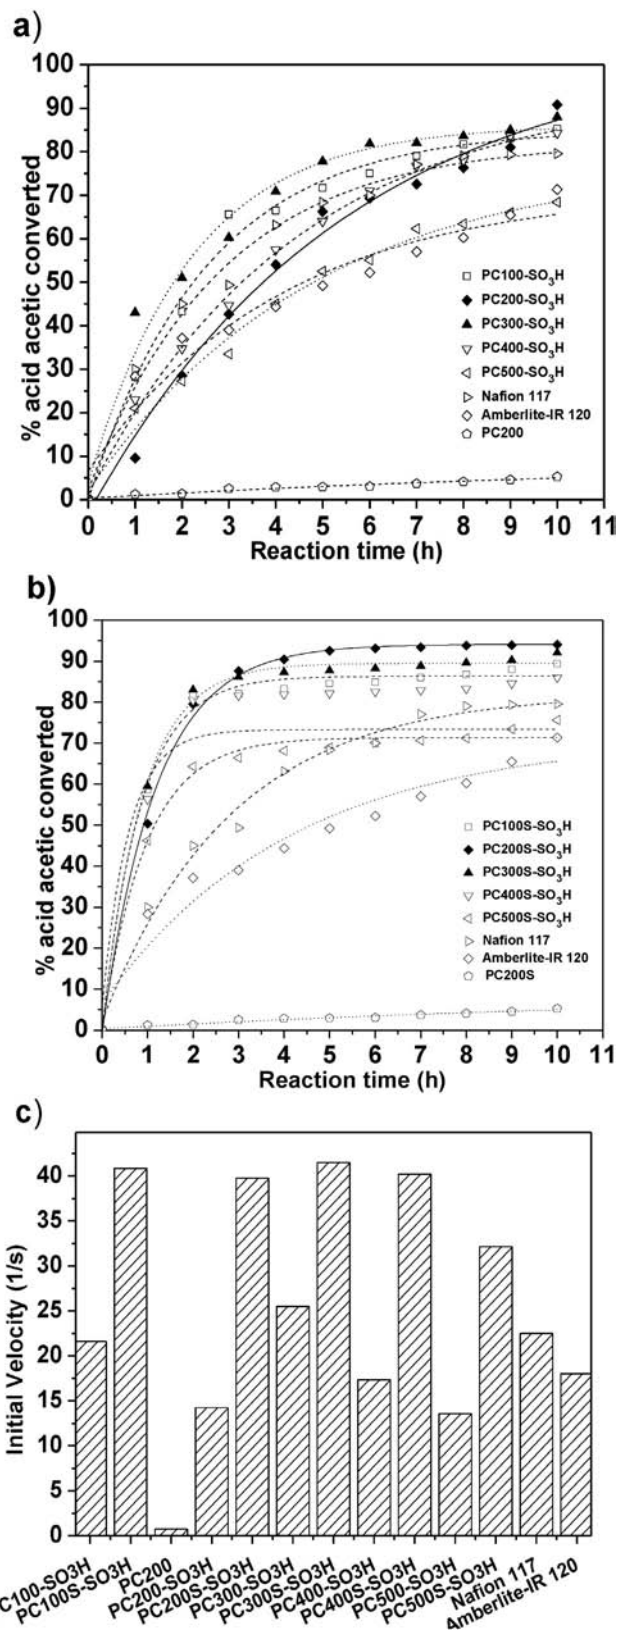 a)
100
90
80
70
60
50
40
30
20
10
0
% acid acetic converted
PC100-SO3H
PC200-SO3H
PC300-SO3H
PC400-SO3H
PC500-SO3H
Nafion 117
Amberlite-IR 120
PC200
0 1 2 3 4 5 6 7 8 9 10 11
Reaction time (h)
b)
100
90
80
70
60
50
40
30
20
10
0
% acid acetic converted
PC100S-SO3H
PC200S-SO3H
PC300S-SO3H
PC400S-SO3H
PC500S-SO3H
Nafion 117
Amberlite-IR 120
PC200S
0 1 2 3 4 5 6 7 8 9 10 11
Reaction time (h)
c)
40
35
30
25
20
15
10
5
0
Initial Velocity (1/s)
C100-SO3H
PC100S-SO3H
PC200
PC200-SO3H
PC200S-SO3H
PC300-SO3H
PC300S-SO3H
PC400-SO3H
PC400S-SO3H
PC500-SO3H
PC500S-SO3H
Nafion 117
Amberlite-IR 120